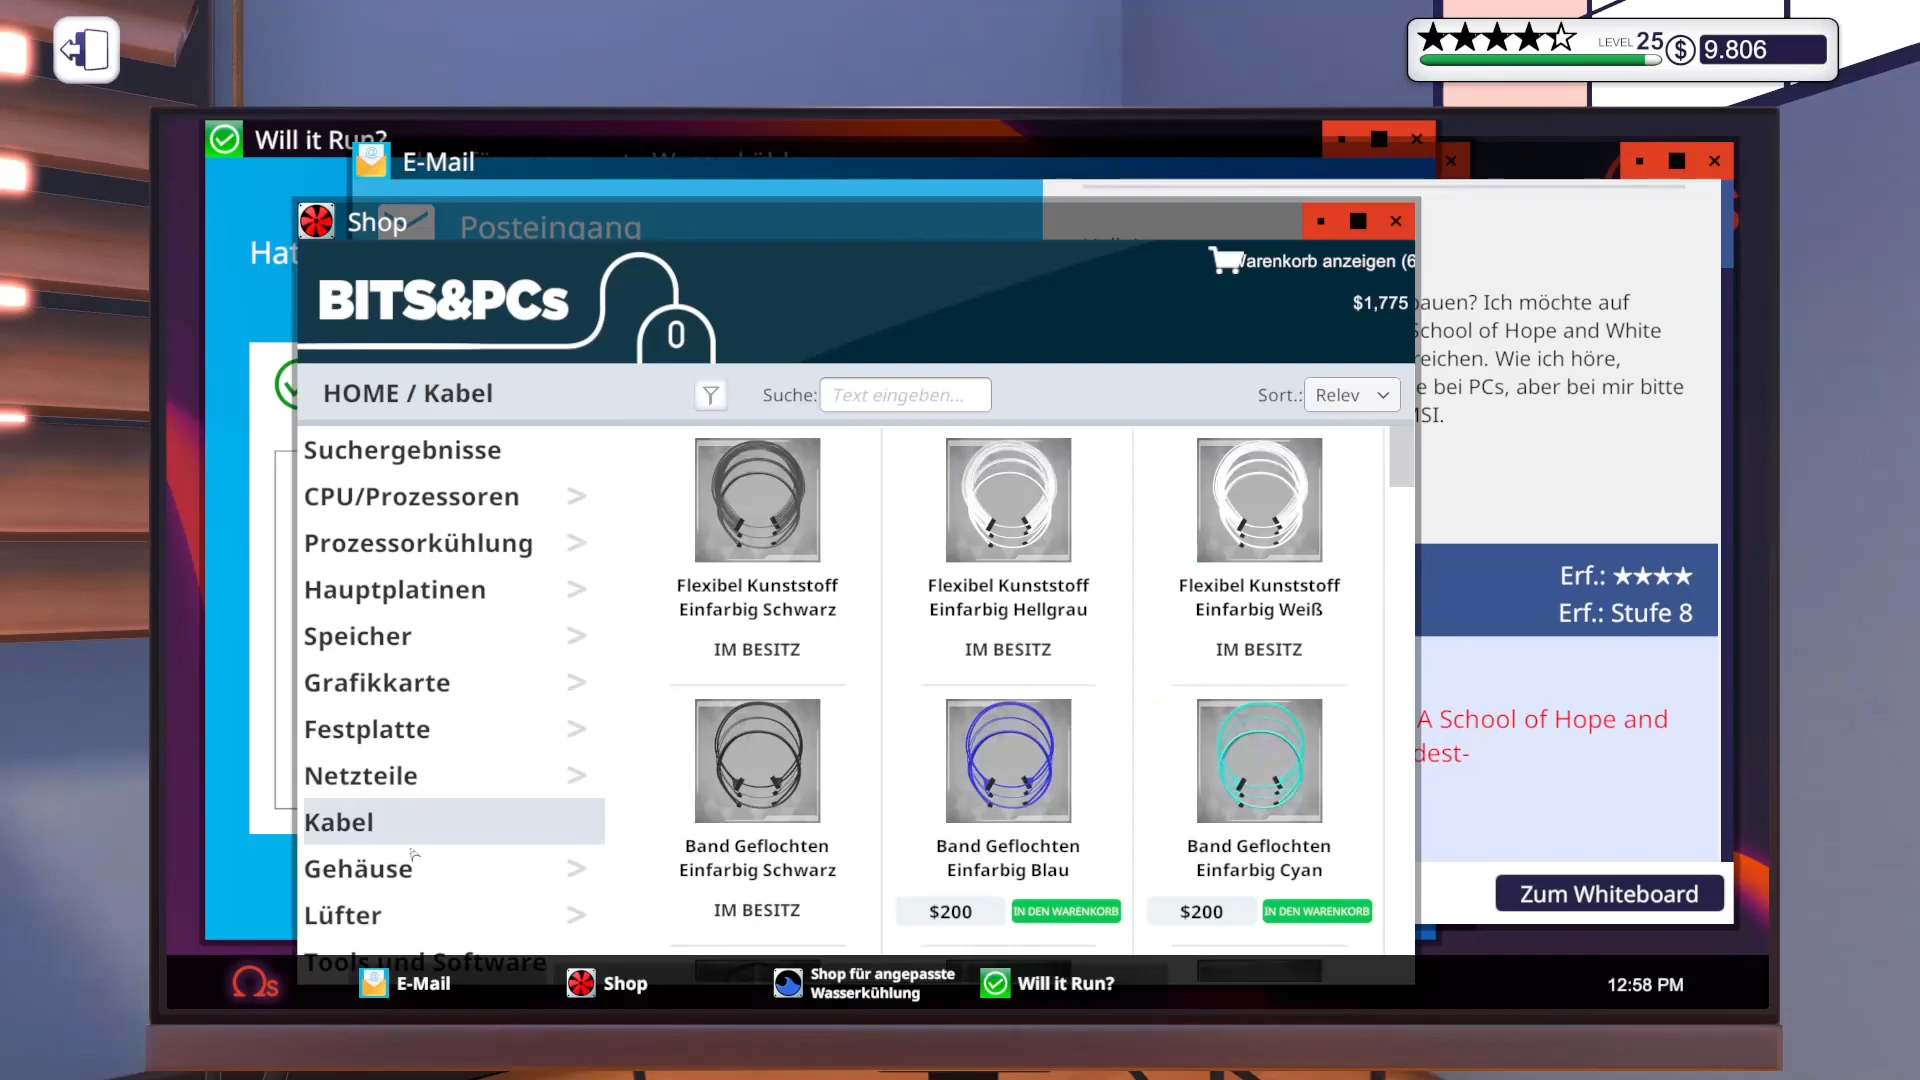 LEVEL 25 $ 9.806
Will it Run?
E-Mail
Shop
Posteingang
BITS&PCs
arenkorb anzeigen (6
$1,775
HOME / Kabel
Suche: Text eingeben...
Sort.: Relev
Suchergebnisse
CPU/Prozessoren >
Prozessorkühlung >
Hauptplatinen >
Speicher >
Grafikkarte >
Festplatte >
Netzteile >
Kabel
Gehäuse >
Lüfter >
Tools und Software
Flexibel Kunststoff
Einfarbig Schwarz
IM BESITZ
Flexibel Kunststoff
Einfarbig Hellgrau
IM BESITZ
Flexibel Kunststoff
Einfarbig Weiß
IM BESITZ
Band Geflochten
Einfarbig Schwarz
IM BESITZ
Band Geflochten
Einfarbig Blau
$200 IN DEN WARENKORB
Band Geflochten
Einfarbig Cyan
$200 IN DEN WARENKORB
Hat
bauen? Ich möchte auf
School of Hope and White
reichen. Wie ich höre,
e bei PCs, aber bei mir bitte
MSI.
Erf.: ★★★★
Erf.: Stufe 8
A School of Hope and
dest-
Zum Whiteboard
Ωs
E-Mail
Shop
Shop für angepasste
Wasserkühlung
Will it Run?
12:58 PM